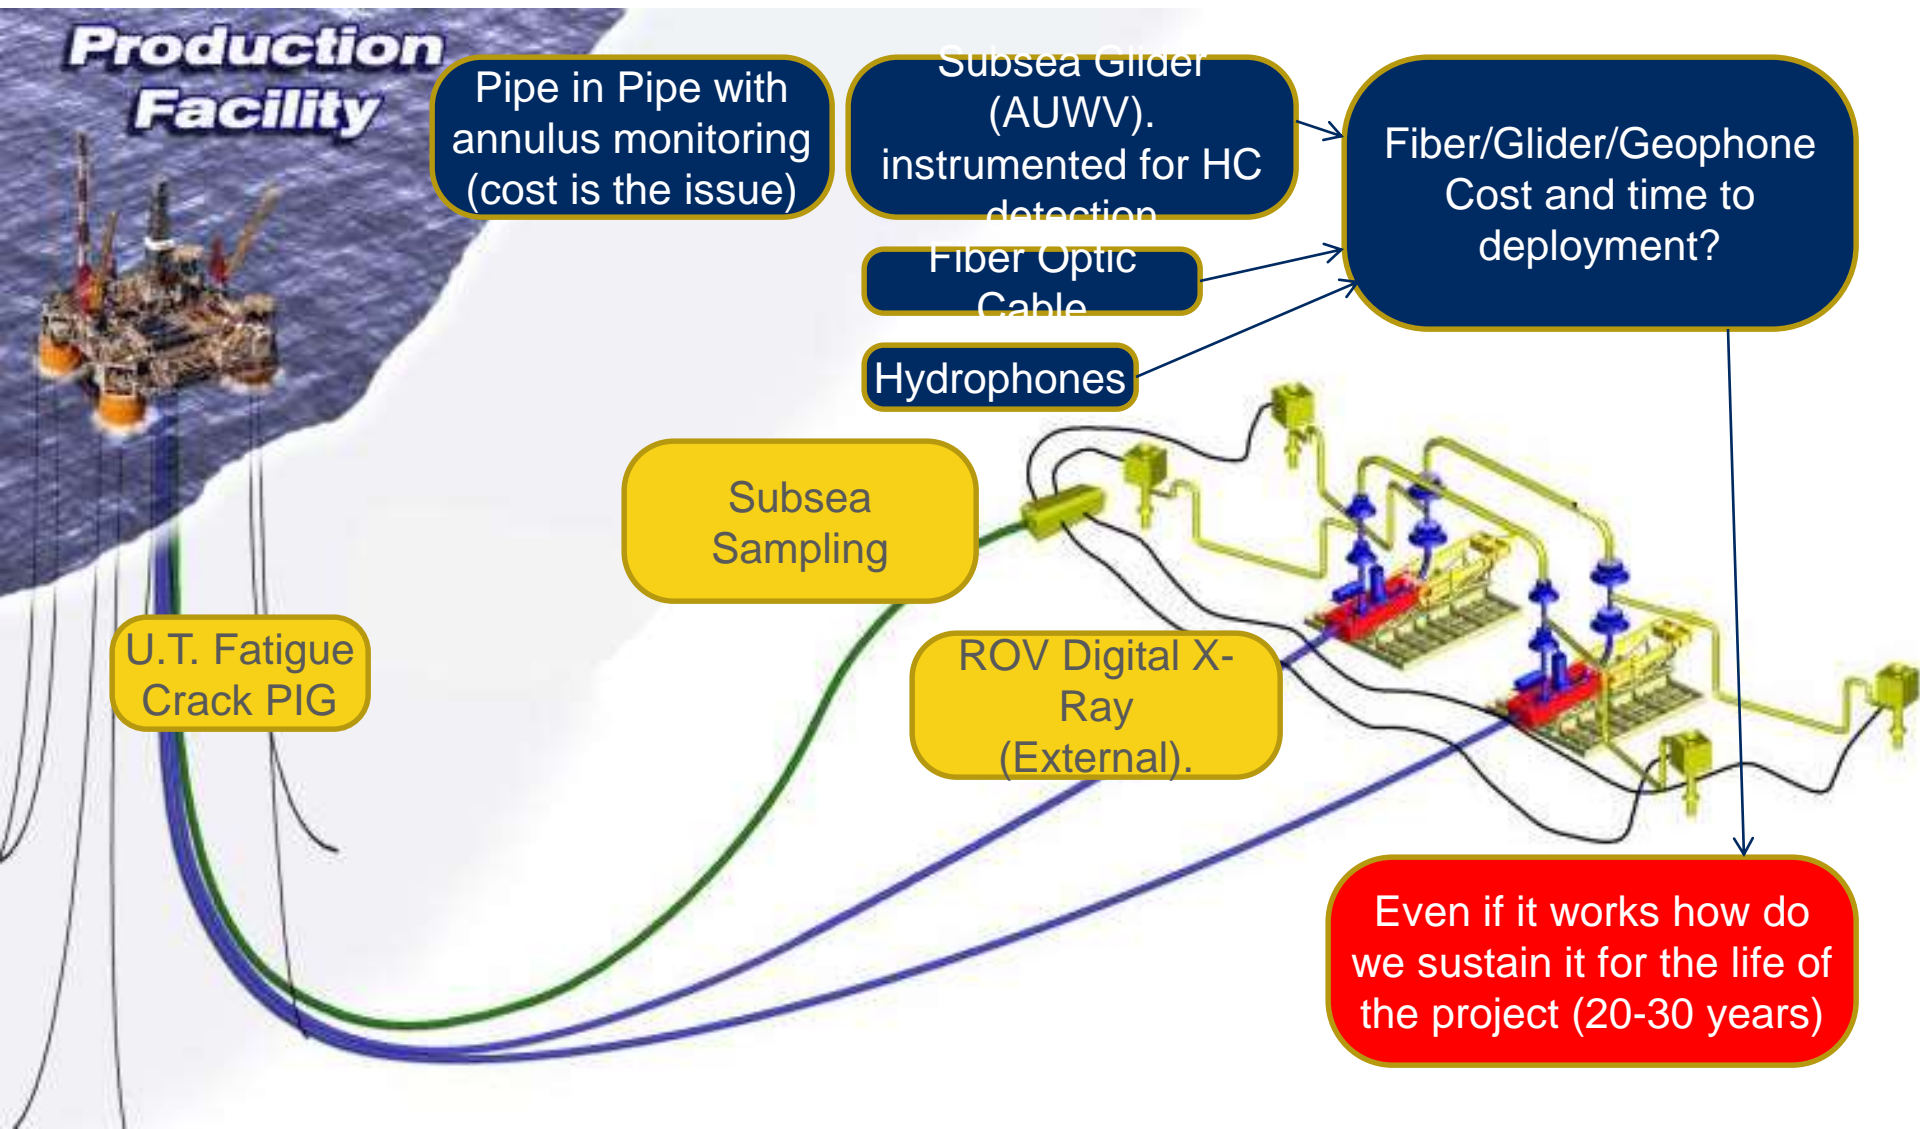 Production
Facility
Pipe in Pipe with
annulus monitoring
(cost is the issue)
Subsea Glider
(AUWV).
instrumented for HC
detection
Fiber/Glider/Geophone
Cost and time to
deployment?
Fiber Optic
Cable
Hydrophones
Subsea
Sampling
U.T. Fatigue
Crack PIG
ROV Digital X-
Ray
(External).
Even if it works how do
we sustain it for the life of
the project (20-30 years)